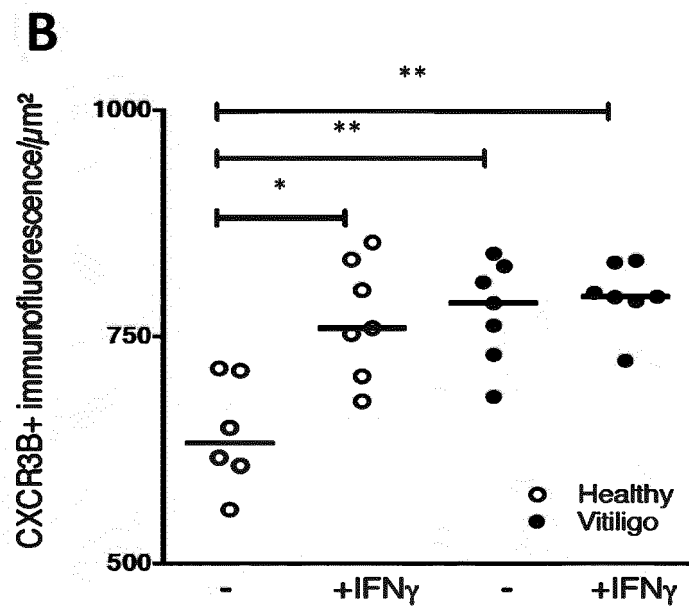 B
CXCR3B+ immunofluorescence/µm²
1000
750
500
**
**
*
Healthy
Vitiligo
- +IFNγ - +IFNγ